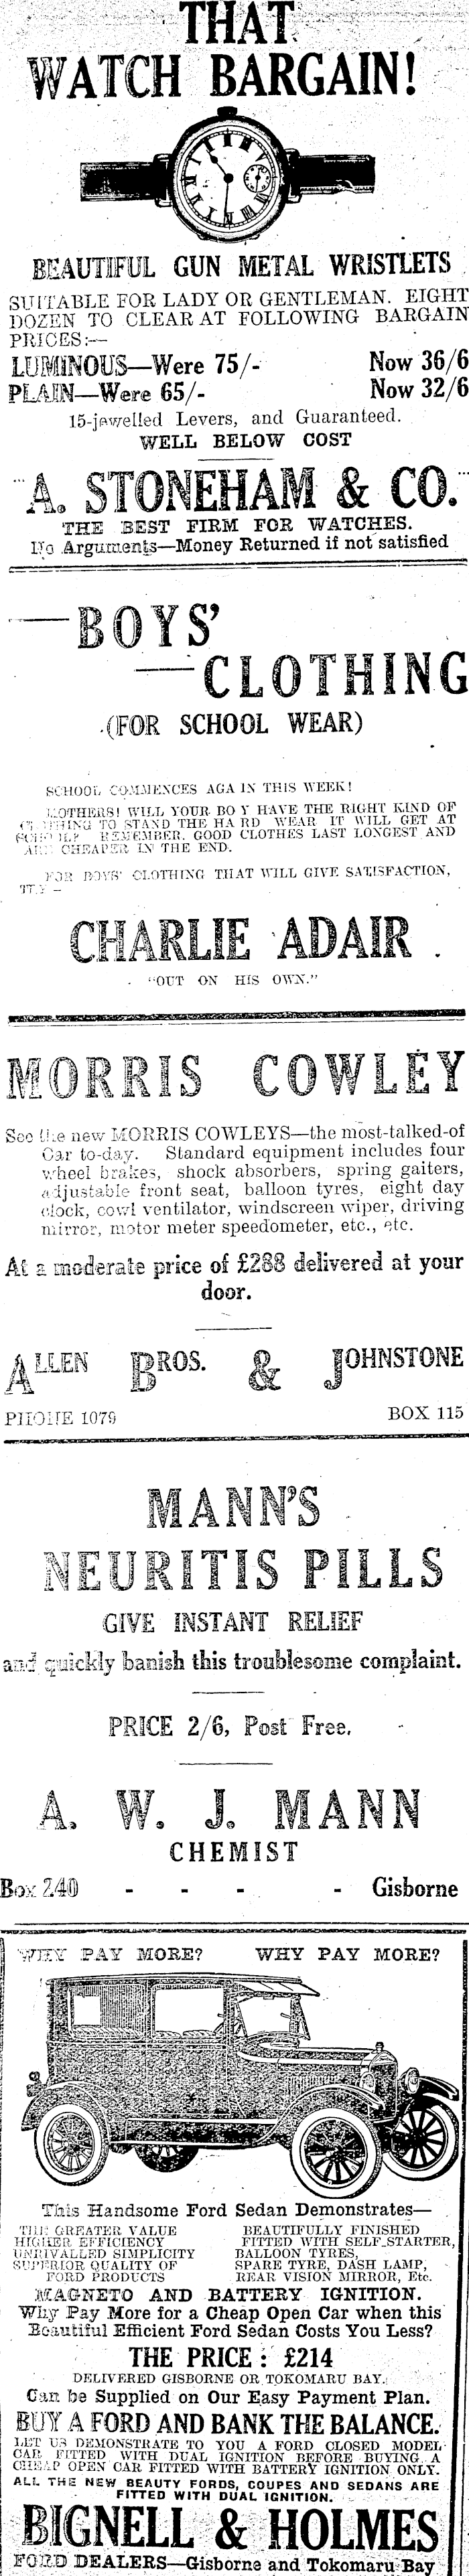 THAT
WATCH BARGAIN!
BEAUTIFUL GUN METAL WRISTLETS
SUITABLE FOR LADY OR GENTLEMAN. EIGHT
DOZEN TO CLEAR AT FOLLOWING BARGAIN
PRICES:—
LUMINOUS—Were 75/- Now 36/6
PLAIN—Were 65/- Now 32/6
15-jewelled Levers, and Guaranteed.
WELL BELOW COST
A. STONEHAM & CO.
THE BEST FIRM FOR WATCHES.
No Arguments—Money Returned if not satisfied
—BOYS'
—CLOTHING
(FOR SCHOOL WEAR)
SCHOOL COMMENCES AGAIN THIS WEEK!
MOTHERS! WILL YOUR BOY HAVE THE RIGHT KIND OF
CLOTHING TO STAND THE HARD WEAR IT WILL GET AT
SCHOOL? REMEMBER. GOOD CLOTHES LAST LONGEST AND
ARE CHEAPER IN THE END.
FOR BOYS' CLOTHING THAT WILL GIVE SATISFACTION,
TRY—
CHARLIE ADAIR.
"OUT ON HIS OWN."
MORRIS COWLEY
See the new MORRIS COWLEYS—the most-talked-of
Car to-day. Standard equipment includes four
wheel brakes, shock absorbers, spring gaiters,
adjustable front seat, balloon tyres, eight day
clock, cowl ventilator, windscreen wiper, driving
mirror, motor meter speedometer, etc., etc.
At a moderate price of £288 delivered at your
door.
ALLEN BROS. & JOHNSTONE
PHONE 1079 BOX 115
MANN'S
NEURITIS PILLS
GIVE INSTANT RELIEF
and quickly banish this troublesome complaint.
PRICE 2/6, Post Free.
A. W. J. MANN
CHEMIST
Box 240 - - - - Gisborne
WHY PAY MORE? WHY PAY MORE?
This Handsome Ford Sedan Demonstrates—
THE GREATER VALUE
HIGHER EFFICIENCY
UNRIVALLED SIMPLICITY
SUPERIOR QUALITY OF
FORD PRODUCTS
BEAUTIFULLY FINISHED
FITTED WITH SELF-STARTER,
BALLOON TYRES,
SPARE TYRE, DASH LAMP,
REAR VISION MIRROR, Etc.
MAGNETO AND BATTERY IGNITION.
Why Pay More for a Cheap Open Car when this
Beautiful Efficient Ford Sedan Costs You Less?
THE PRICE: £214
DELIVERED GISBORNE OR TOKOMARU BAY.
Can be Supplied on Our Easy Payment Plan.
BUY A FORD AND BANK THE BALANCE.
LET US DEMONSTRATE TO YOU A FORD CLOSED MODEL
CAR FITTED WITH DUAL IGNITION BEFORE BUYING A
CHEAP OPEN CAR FITTED WITH BATTERY IGNITION ONLY.
ALL THE NEW BEAUTY FORDS, COUPES AND SEDANS ARE
FITTED WITH DUAL IGNITION.
BIGNELL & HOLMES
FORD DEALERS—Gisborne and Tokomaru Bay